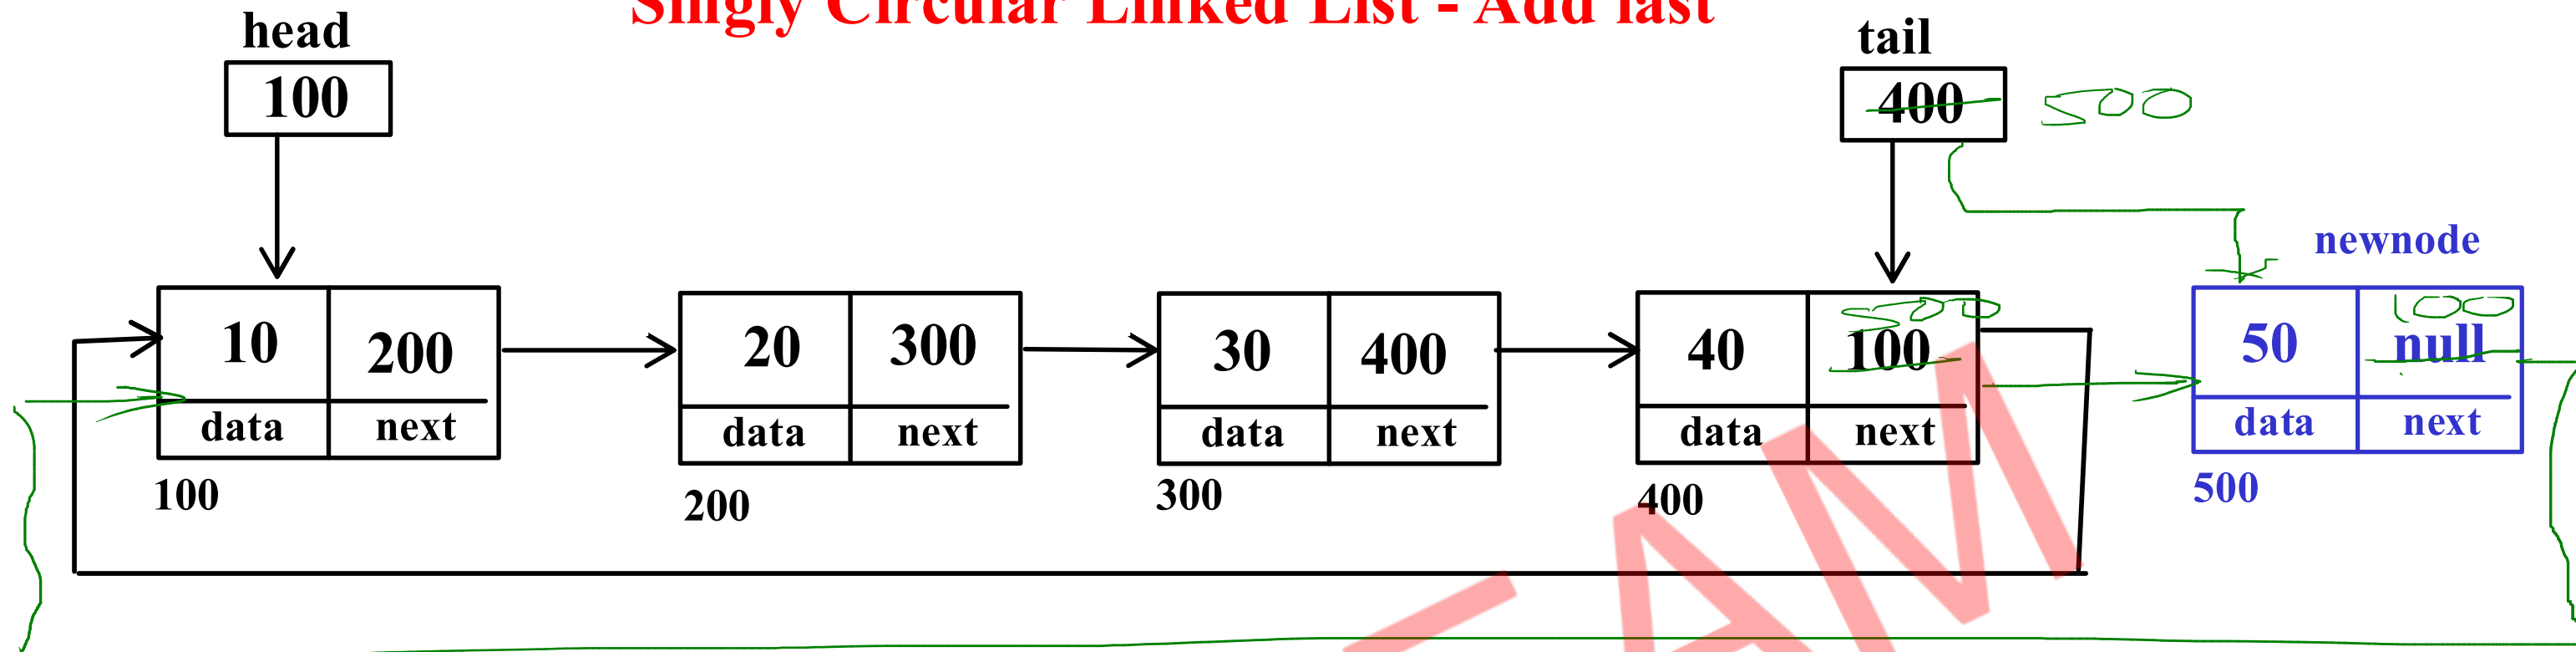 Singly Circular Linked List - Add last
head
tail
100
400 500
newnode
500
100
10 200
20 300
30 400
40 100
50 null
data next
data next
data next
data next
data next
100
200
300
400
500
TAM